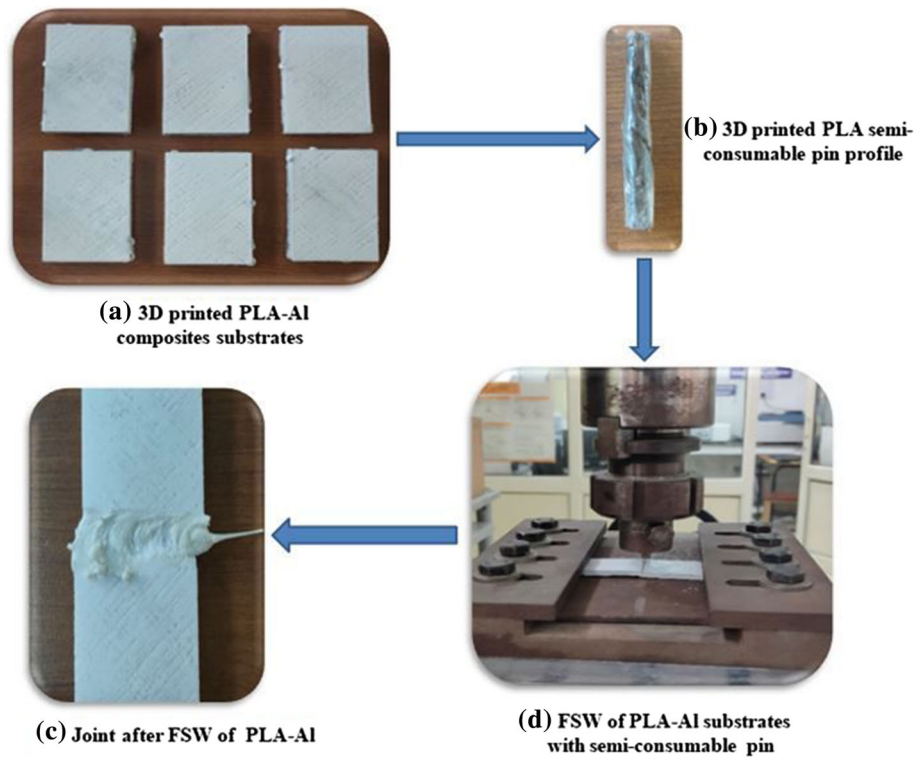 (a) 3D printed PLA-Al
composites substrates
(b) 3D printed PLA semi-
consumable pin profile
(c) Joint after FSW of PLA-Al
(d) FSW of PLA-Al substrates
with semi-consumable pin